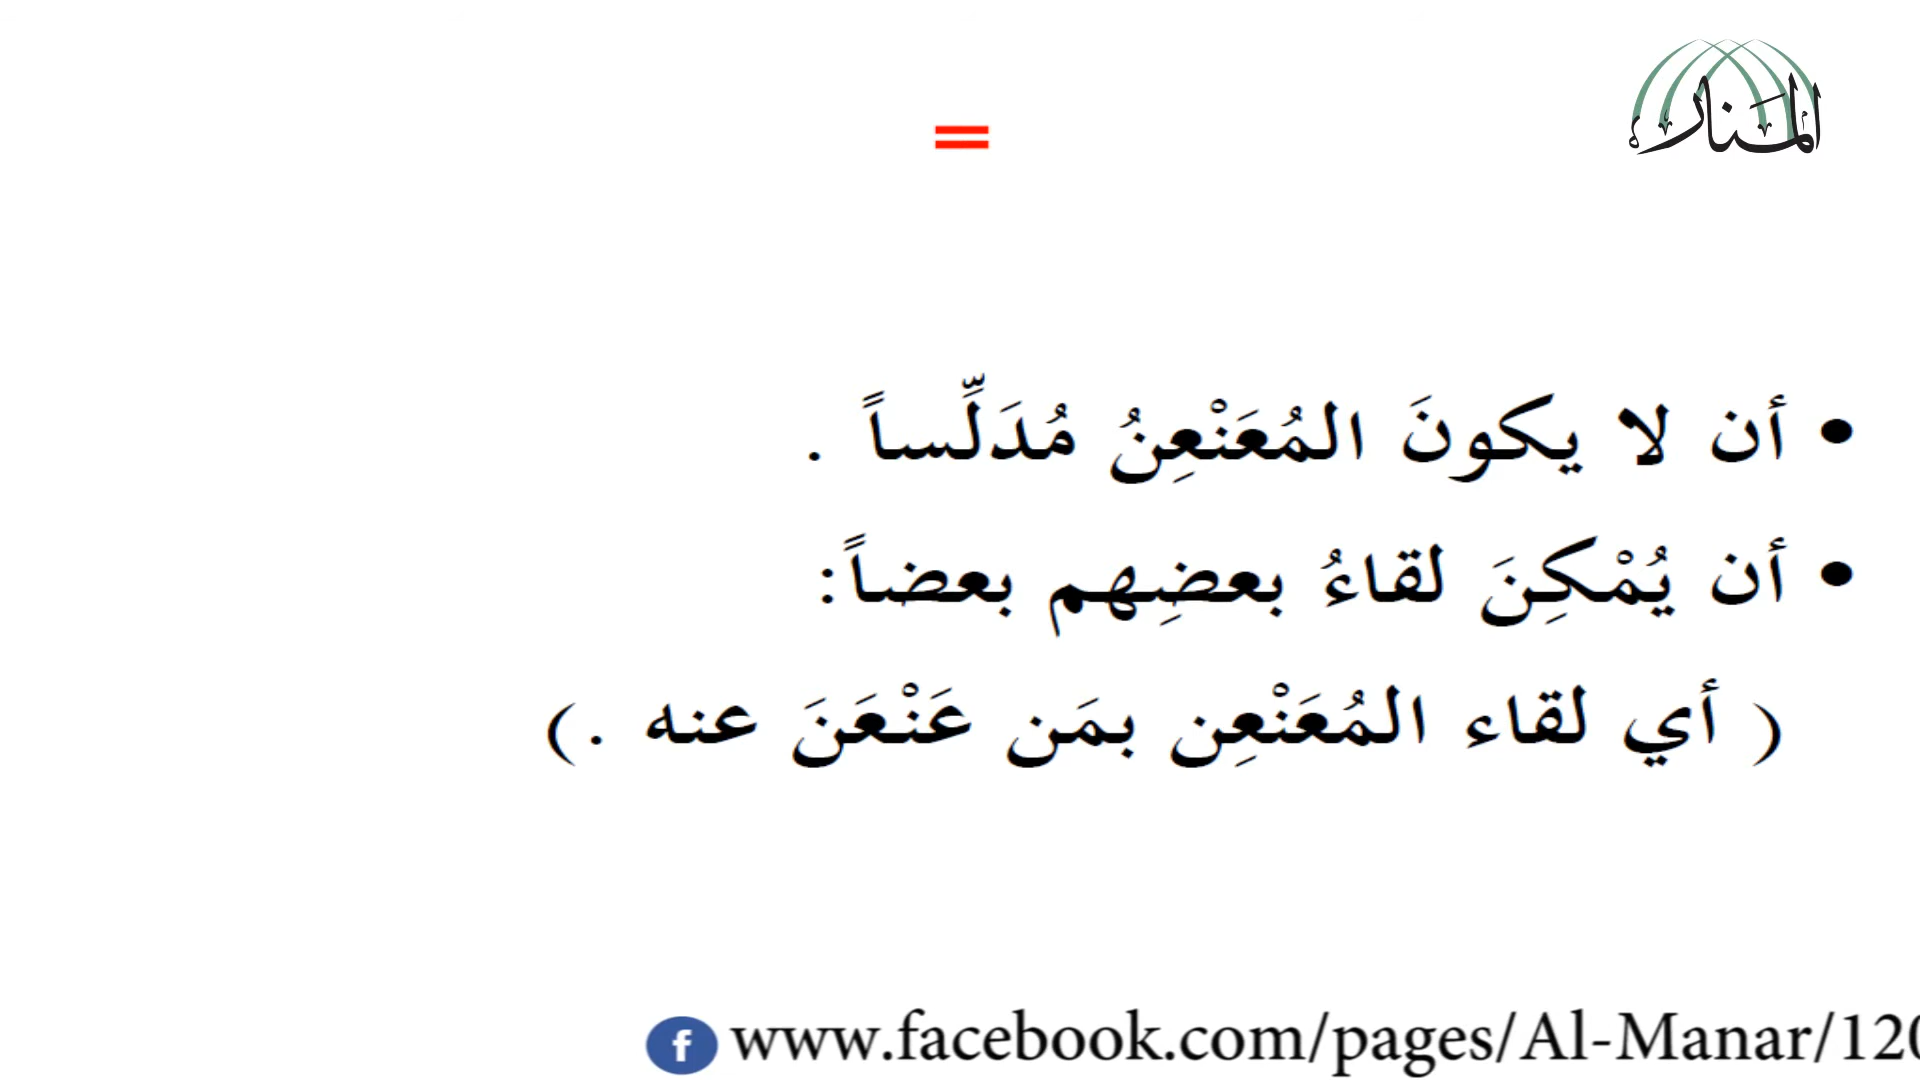 المنار
=
• أن لا يكونَ المُعَنْعِنُ مُدَلِّساً .
• أن يُمْكِنَ لقاءُ بعضِهم بعضاً:
( أي لقاء المُعَنْعِن بمَن عَنْعَنَ عنه .)
www.facebook.com/pages/Al-Manar/120